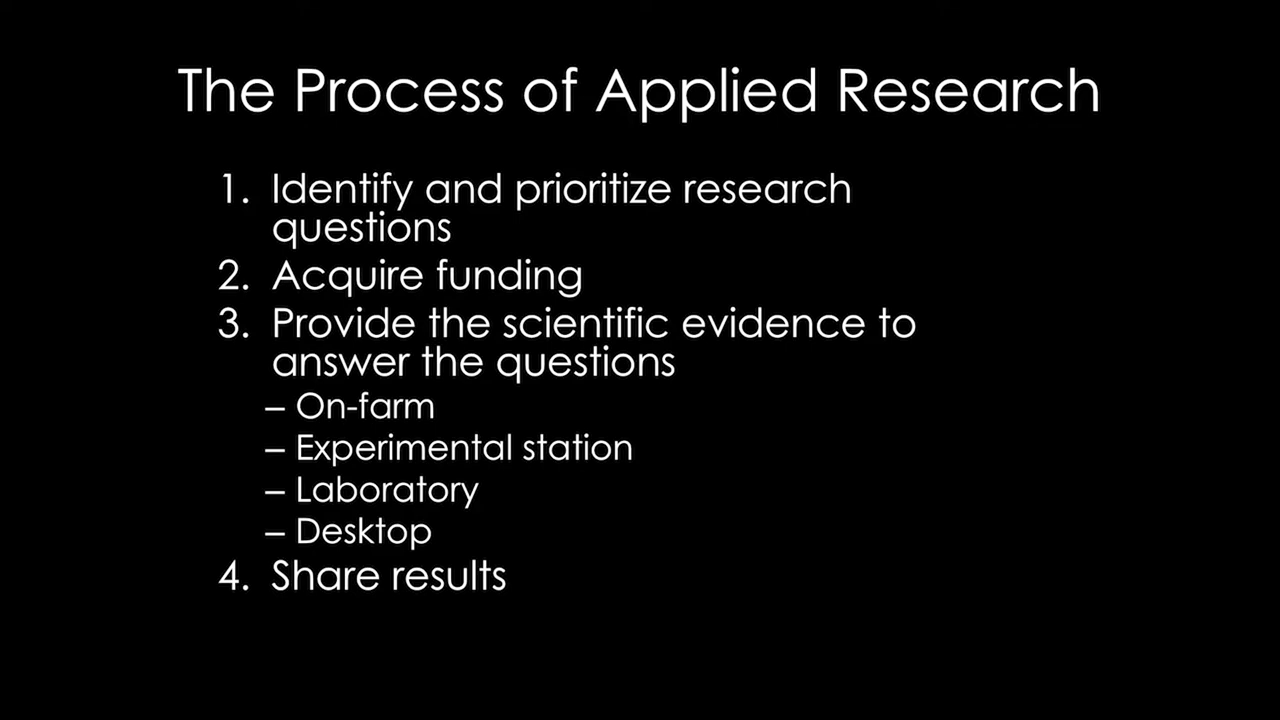 The Process of Applied Research
1. Identify and prioritize research
questions
2. Acquire funding
3. Provide the scientific evidence to
answer the questions
– On-farm
– Experimental station
– Laboratory
– Desktop
4. Share results